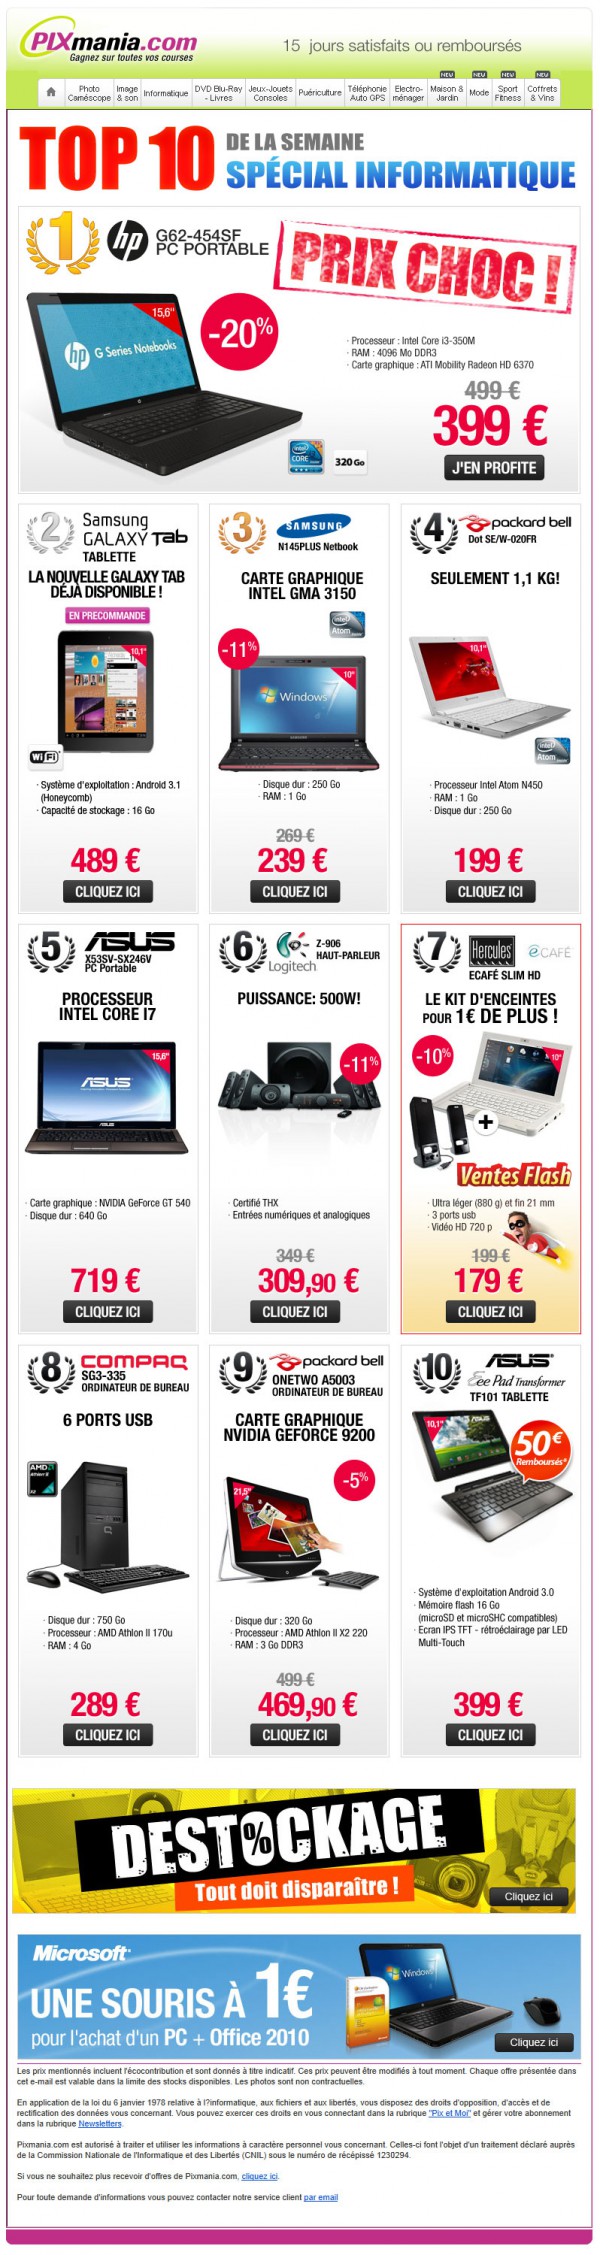 PIXmania.com
Gagnez sur toutes vos courses
15 jours satisfaits ou remboursés
Photo Caméscope
Image & son
Informatique
DVD Blu-Ray - Livres
Jeux-Jouets Consoles
Puériculture
Téléphonie Auto GPS
Electro-ménager
NEW Maison & Jardin
NEW Mode
NEW Sport Fitness
NEW Coffrets & Vins
TOP 10 DE LA SEMAINE
SPÉCIAL INFORMATIQUE
1 hp G62-454SF
PC PORTABLE
PRIX CHOC !
15,6"
-20%
hp G Series Notebooks
· Processeur : Intel Core i3-350M
· RAM : 4096 Mo DDR3
· Carte graphique : ATI Mobility Radeon HD 6370
499 €
399 €
intel CORE
320 Go
J'EN PROFITE
2 Samsung
GALAXY Tab
TABLETTE
LA NOUVELLE GALAXY TAB
DÉJÀ DISPONIBLE !
EN PRECOMMANDE
10,1"
WiFi
· Système d'exploitation : Android 3.1
(Honeycomb)
· Capacité de stockage : 16 Go
489 €
CLIQUEZ ICI
3 SAMSUNG
N145PLUS Netbook
CARTE GRAPHIQUE
INTEL GMA 3150
intel Atom
-11%
10"
Windows 7
SAMSUNG
· Disque dur : 250 Go
· RAM : 1 Go
269 €
239 €
CLIQUEZ ICI
4 packard bell
Dot SE/W-020FR
SEULEMENT 1,1 KG!
10,1"
intel Atom
· Processeur Intel Atom N450
· RAM : 1 Go
· Disque dur : 250 Go
199 €
CLIQUEZ ICI
5 ASUS
X53SV-SX246V
PC Portable
PROCESSEUR
INTEL CORE I7
15,6"
ASUS
· Carte graphique : NVIDIA GeForce GT 540
· Disque dur : 640 Go
719 €
CLIQUEZ ICI
6 Logitech
Z-906
HAUT-PARLEUR
PUISSANCE: 500W!
-11%
· Certifié THX
· Entrées numériques et analogiques
349 €
309,90 €
CLIQUEZ ICI
7 Hercules eCAFÉ
ECAFÉ SLIM HD
LE KIT D'ENCEINTES
POUR 1€ DE PLUS !
-10%
10"
+
Ventes Flash
· Ultra léger (880 g) et fin 21 mm
· 3 ports usb
· Vidéo HD 720 p
199 €
179 €
CLIQUEZ ICI
8 COMPAQ
SG3-335
ORDINATEUR DE BUREAU
6 PORTS USB
AMD
Athlon II
X2
· Disque dur : 750 Go
· Processeur : AMD Athlon II 170u
· RAM : 4 Go
289 €
CLIQUEZ ICI
9 packard bell
ONETWO A5003
ORDINATEUR DE BUREAU
CARTE GRAPHIQUE
NVIDIA GEFORCE 9200
21,5"
-5%
· Disque dur : 320 Go
· Processeur : AMD Athlon II X2 220
· RAM : 3 Go DDR3
499 €
469,90 €
CLIQUEZ ICI
10 ASUS
Eee Pad Transformer
TF101 TABLETTE
10,1"
50€
Remboursés*
· Système d'exploitation Android 3.0
· Mémoire flash 16 Go
(microSD et microSHC compatibles)
· Ecran IPS TFT - rétroéclairage par LED
Multi-Touch
399 €
CLIQUEZ ICI
DESTOCKAGE
%
Tout doit disparaître !
Cliquez ici
Microsoft
UNE SOURIS À 1€
pour l'achat d'un PC + Office 2010
Windows 7
Cliquez ici
Les prix mentionnés incluent l'écocontribution et sont donnés à titre indicatif. Ces prix peuvent être modifiés à tout moment. Chaque offre présentée dans
cet e-mail est valable dans la limite des stocks disponibles. Les photos sont non contractuelles.
En application de la loi du 6 janvier 1978 relative à l?informatique, aux fichiers et aux libertés, vous disposez des droits d'opposition, d'accès et de
rectification des données vous concernant. Vous pouvez exercer ces droits en vous connectant dans la rubrique "Pix et Moi" et gérer votre abonnement
dans la rubrique Newsletters.
Pixmania.com est autorisé à traiter et utiliser les informations à caractère personnel vous concernant. Celles-ci font l'objet d'un traitement déclaré auprès
de la Commission Nationale de l'Informatique et des Libertés (CNIL) sous le numéro de récépissé 1230294.
Si vous ne souhaitez plus recevoir d'offres de Pixmania.com, cliquez ici.
Pour toute demande d'informations vous pouvez contacter notre service client par email